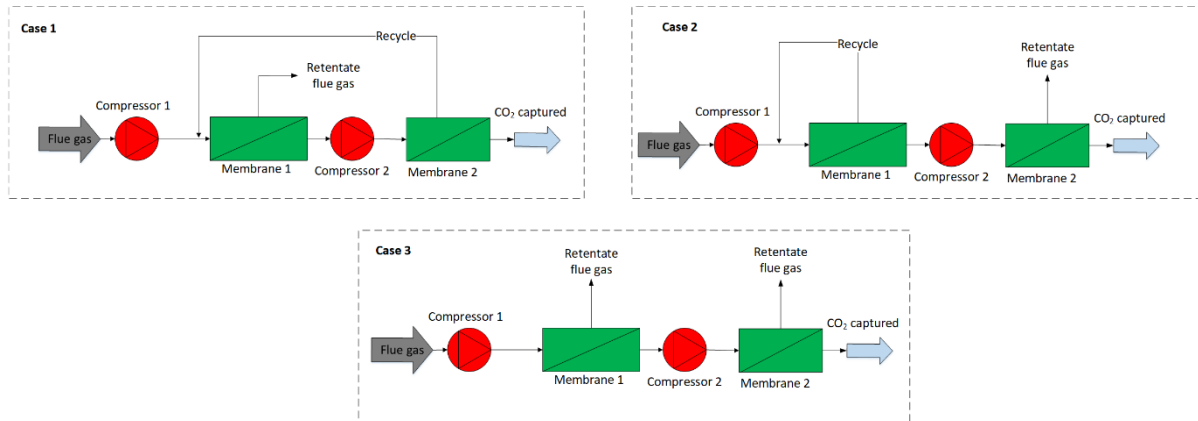 Case 1
Recycle
Retentate
flue gas
Compressor 1
CO₂ captured
Flue gas
Membrane 1
Compressor 2
Membrane 2
Case 2
Recycle
Retentate
flue gas
Compressor 1
CO₂ captured
Flue gas
Membrane 1
Compressor 2
Membrane 2
Case 3
Retentate
flue gas
Retentate
flue gas
Compressor 1
CO₂ captured
Flue gas
Membrane 1
Compressor 2
Membrane 2